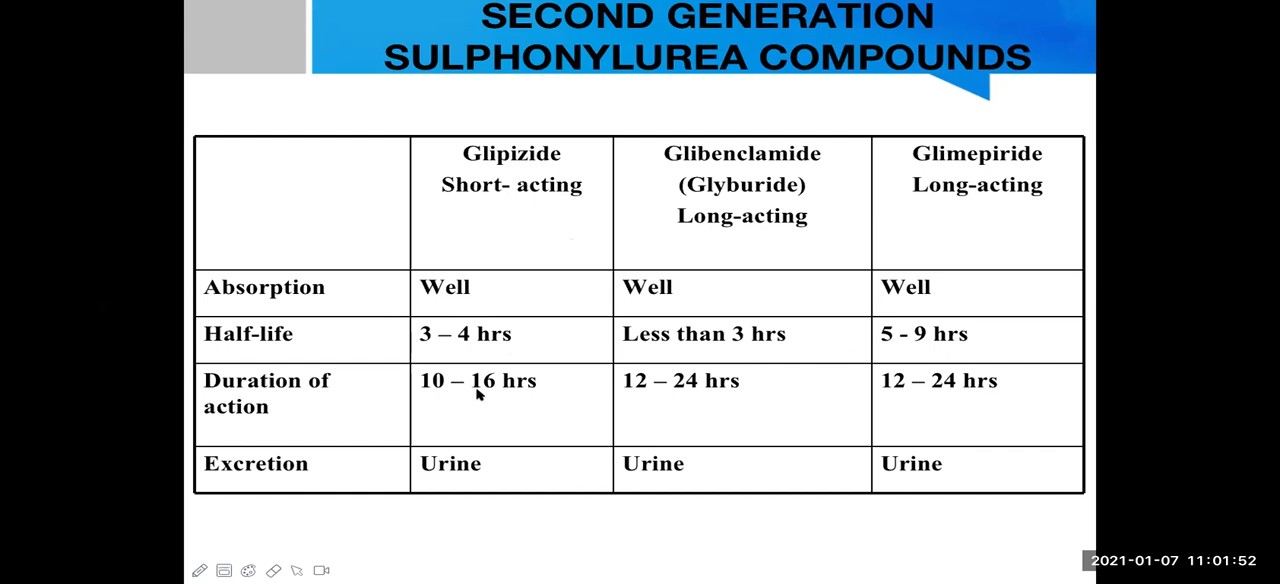 SECOND GENERATION
SULPHONYLUREA COMPOUNDS
Glipizide
Short- acting
Glibenclamide
(Glyburide)
Long-acting
Glimepiride
Long-acting
Absorption
Well
Well
Well
Half-life
3 – 4 hrs
Less than 3 hrs
5 - 9 hrs
Duration of
action
10 – 16 hrs
12 – 24 hrs
12 – 24 hrs
Excretion
Urine
Urine
Urine
2021-01-07 11:01:52